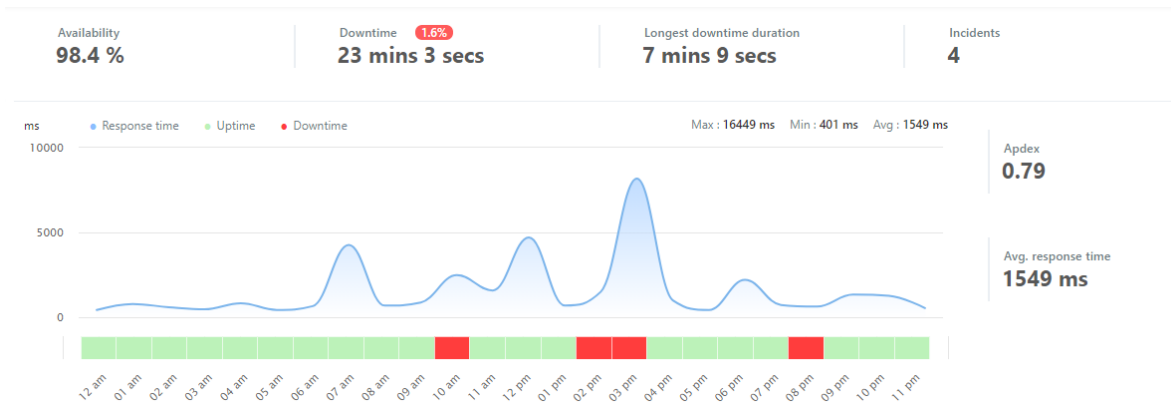 Availability
98.4 %
Downtime 1.6%
23 mins 3 secs
Longest downtime duration
7 mins 9 secs
Incidents
4
ms
Response time Uptime Downtime
Max : 16449 ms Min : 401 ms Avg : 1549 ms
10000
5000
0
12 am 01 am 02 am 03 am 04 am 05 am 06 am 07 am 08 am 09 am 10 am 11 am 12 pm 01 pm 02 pm 03 pm 04 pm 05 pm 06 pm 07 pm 08 pm 09 pm 10 pm 11 pm
Apdex
0.79
Avg. response time
1549 ms